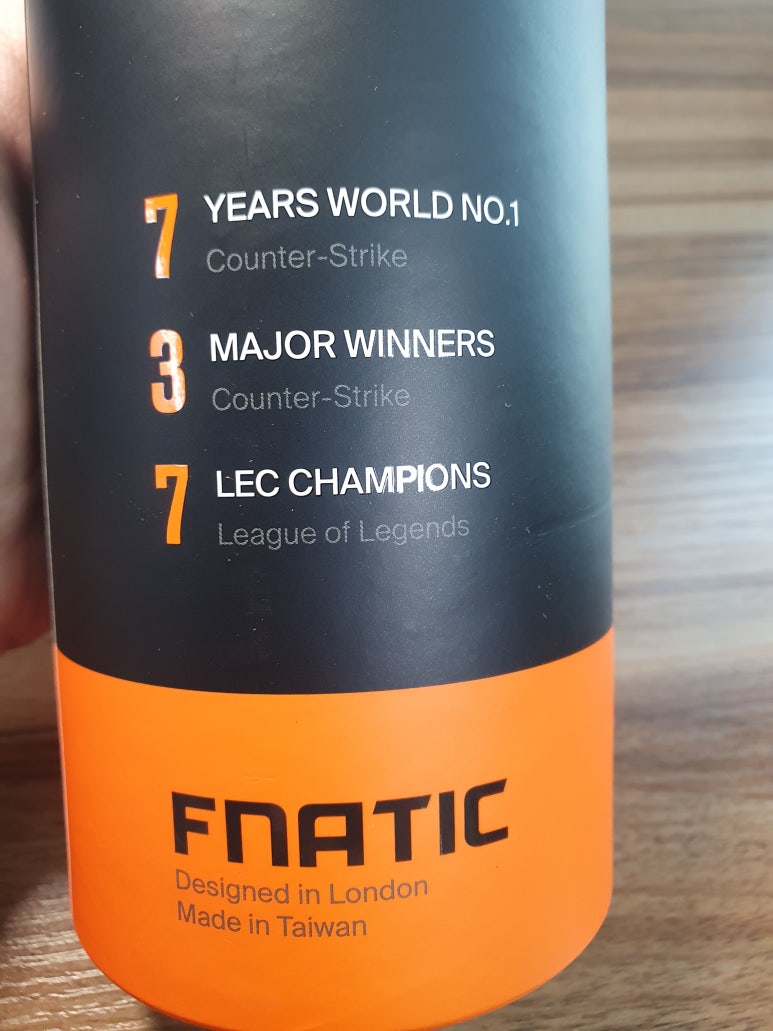 7 YEARS WORLD NO.1
Counter-Strike
3 MAJOR WINNERS
Counter-Strike
7 LEC CHAMPIONS
League of Legends
FNATIC
Designed in London
Made in Taiwan